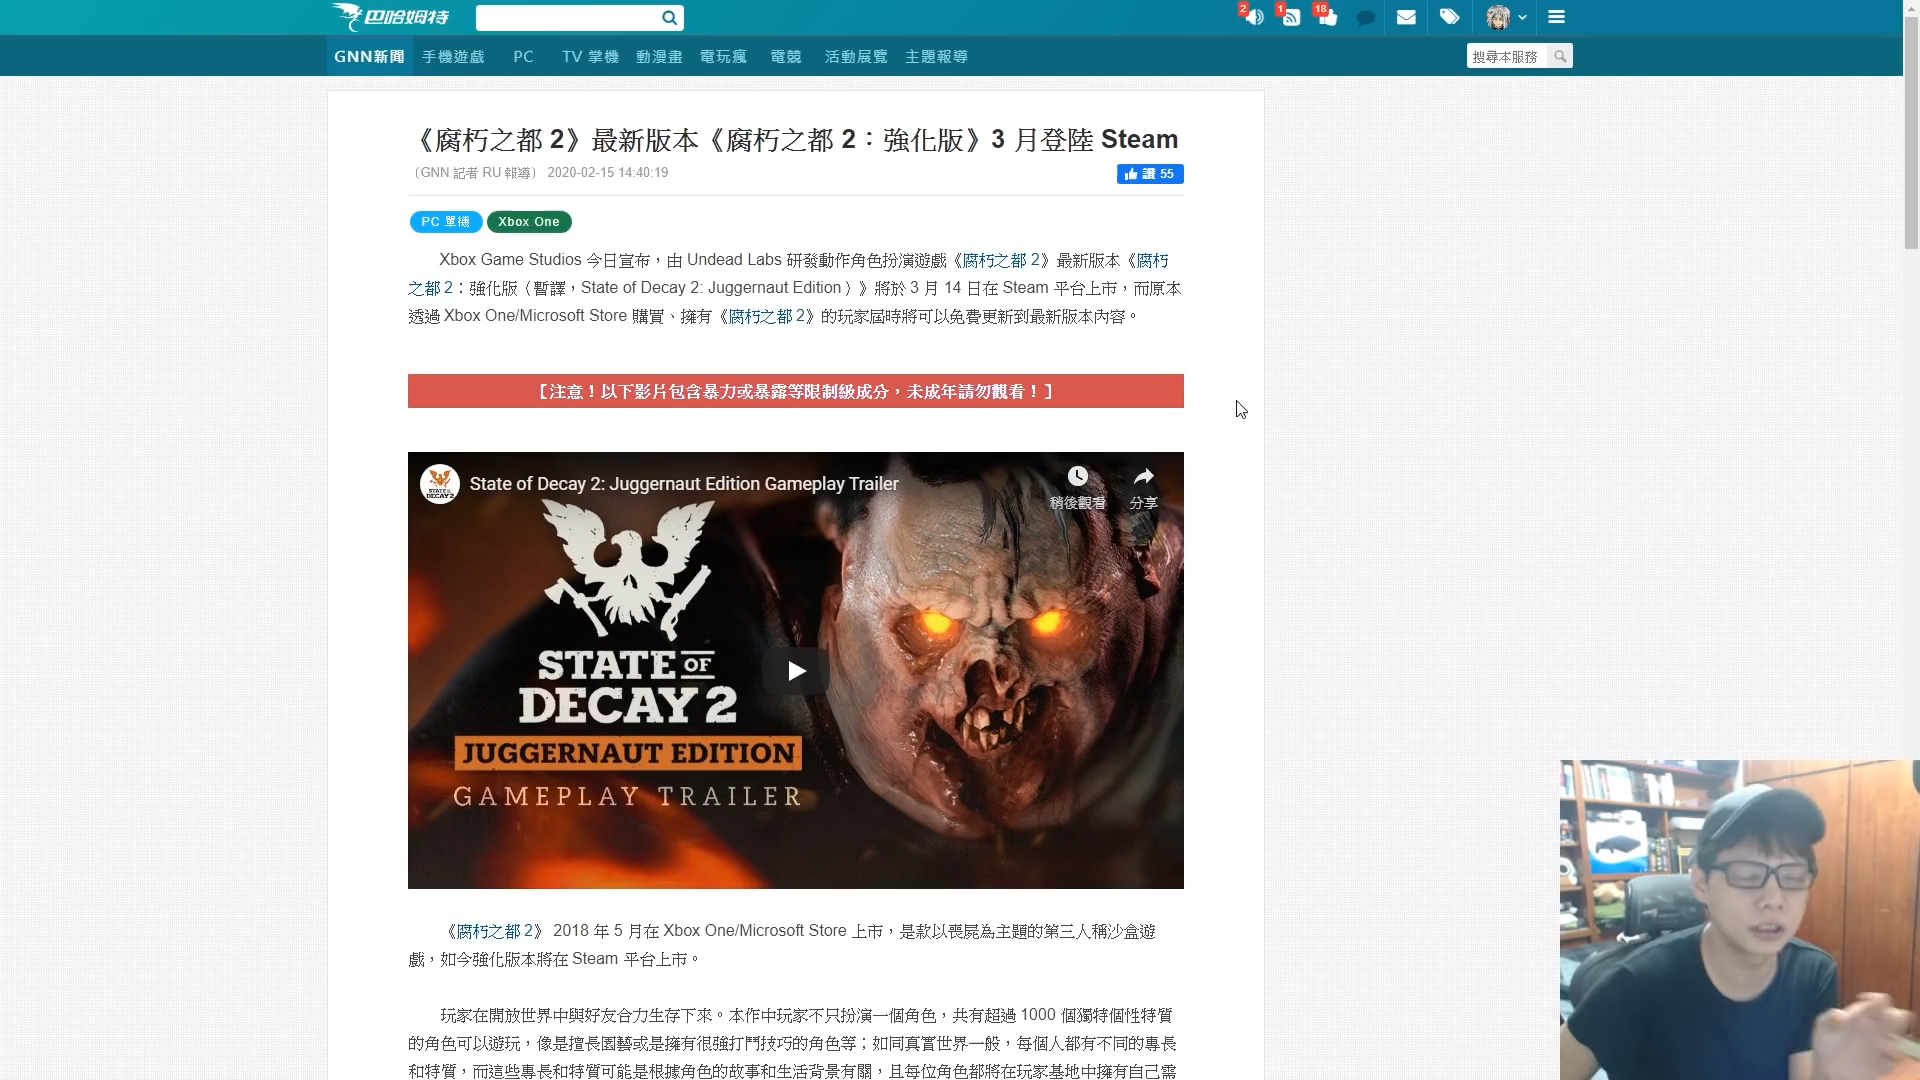 巴哈姆特
2
1
18
GNN新聞 手機遊戲 PC TV 掌機 動漫畫 電玩瘋 電競 活動展覽 主題報導
搜尋本服務
《腐朽之都 2》最新版本《腐朽之都 2：強化版》3 月登陸 Steam
（GNN 記者 RU 報導） 2020-02-15 14:40:19
讚 55
PC 單機 Xbox One
Xbox Game Studios 今日宣布，由 Undead Labs 研發動作角色扮演遊戲《腐朽之都 2》最新版本《腐朽
之都 2：強化版（暫譯，State of Decay 2: Juggernaut Edition）》將於 3 月 14 日在 Steam 平台上市，而原本
透過 Xbox One/Microsoft Store 購買、擁有《腐朽之都 2》的玩家屆時將可以免費更新到最新版本內容。
【注意！以下影片包含暴力或暴露等限制級成分，未成年請勿觀看！】
STATE OF DECAY 2
State of Decay 2: Juggernaut Edition Gameplay Trailer
稍後觀看 分享
STATE OF
DECAY 2
JUGGERNAUT EDITION
GAMEPLAY TRAILER
《腐朽之都 2》 2018 年 5 月在 Xbox One/Microsoft Store 上市，是款以喪屍為主題的第三人稱沙盒遊
戲，如今強化版本將在 Steam 平台上市。
玩家在開放世界中與好友合力生存下來。本作中玩家不只扮演一個角色，共有超過 1000 個獨特個性特質
的角色可以遊玩，像是擅長園藝或是擁有很強打鬥技巧的角色等；如同真實世界一般，每個人都有不同的專長
和特質，而這些專長和特質可能是根據角色的故事和生活背景有關，且每位角色都將在玩家基地中擁有自己需